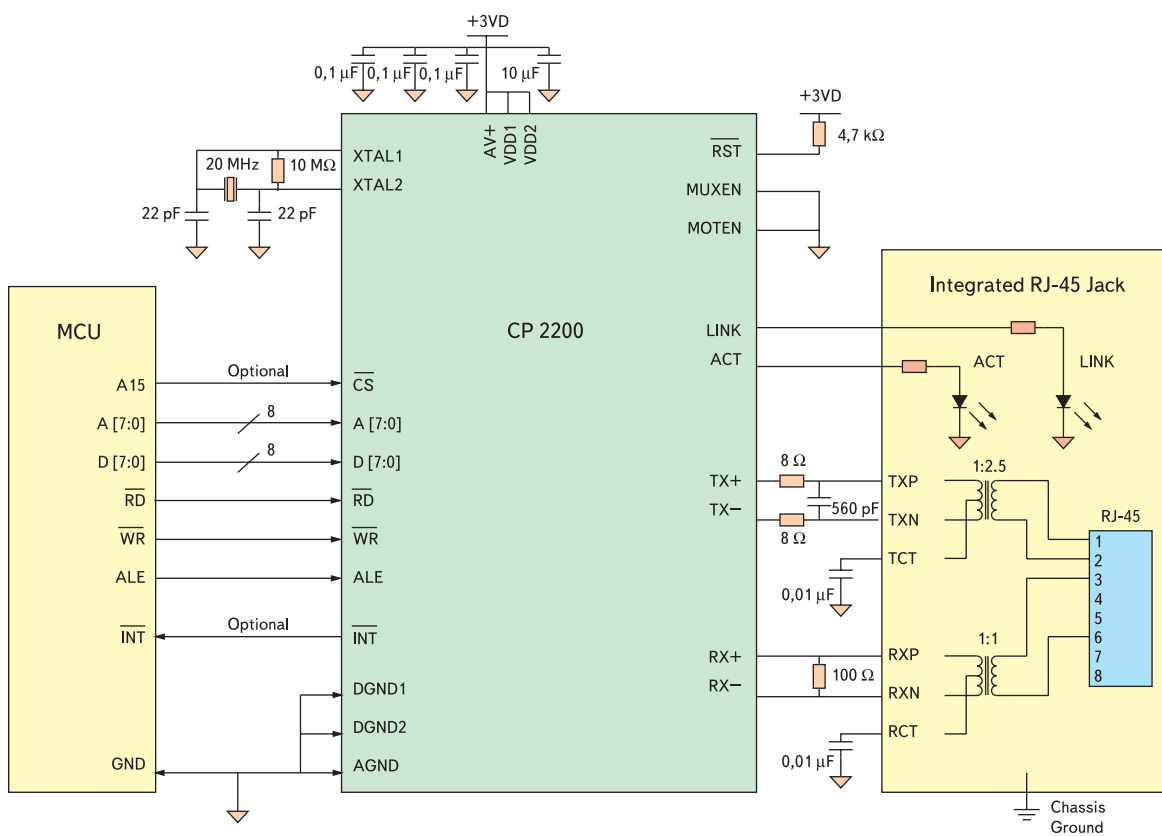 +3VD
0,1 µF
0,1 µF
0,1 µF
10 µF
+3VD
4,7 kΩ
AV+
VDD1
VDD2
RST
XTAL1
20 MHz
10 MΩ
XTAL2
MUXEN
22 pF
22 pF
MOTEN
Integrated RJ-45 Jack
MCU
CP 2200
LINK
ACT
ACT
LINK
A15
Optional
CS
A [7:0]
8
A [7:0]
D [7:0]
8
D [7:0]
RD
RD
WR
WR
ALE
ALE
INT
Optional
INT
TX+
8 Ω
TXP
1:2.5
560 pF
TX–
8 Ω
TXN
TCT
0,01 µF
RJ-45
1
2
3
4
5
6
7
8
RX+
RXP
1:1
100 Ω
RX–
RXN
RCT
0,01 µF
DGND1
DGND2
GND
AGND
Chassis
Ground